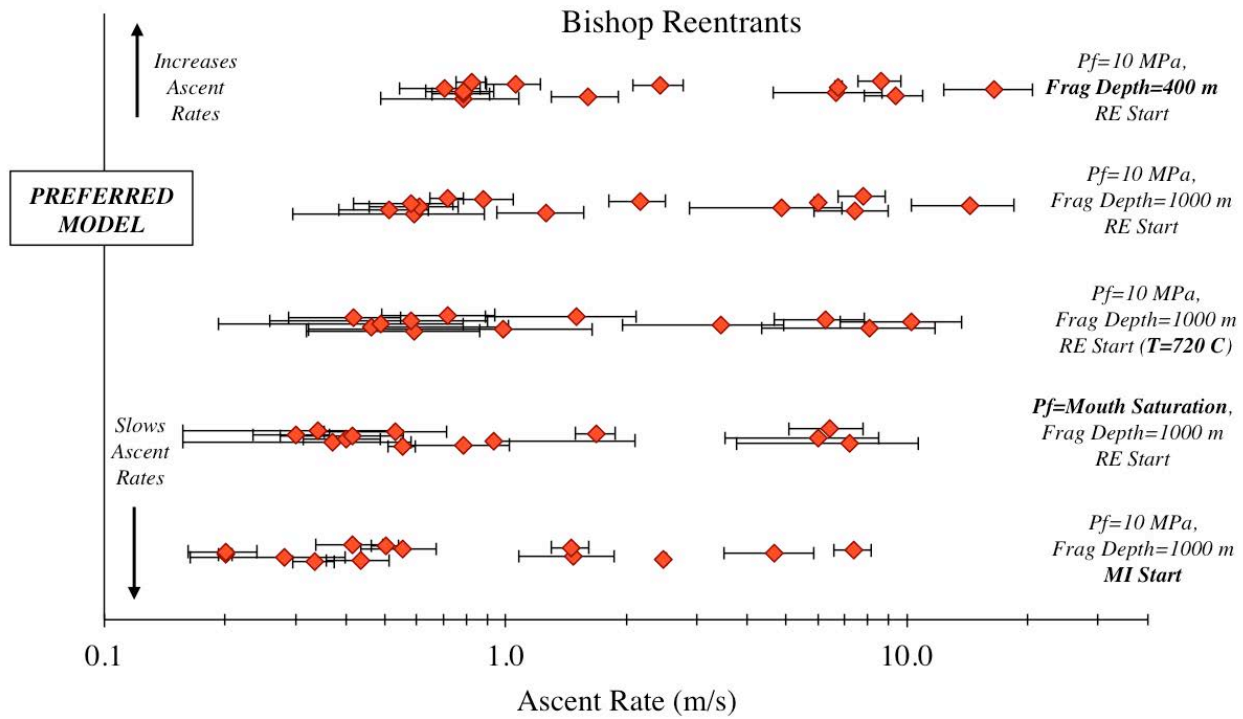 Bishop Reentrants
Increases
Ascent
Rates
Pf=10 MPa,
Frag Depth=400 m
RE Start
PREFERRED
MODEL
Pf=10 MPa,
Frag Depth=1000 m
RE Start
Pf=10 MPa,
Frag Depth=1000 m
RE Start (T=720 C)
Slows
Ascent
Rates
Pf=Mouth Saturation,
Frag Depth=1000 m
RE Start
Pf=10 MPa,
Frag Depth=1000 m
MI Start
0.1 1.0 10.0
Ascent Rate (m/s)